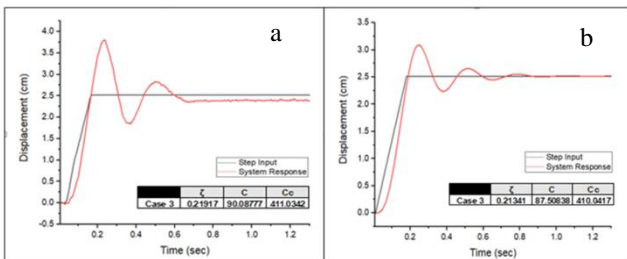 a
4.5
4.0
3.5
3.0
2.5
2.0
1.5
1.0
0.5
0.0
-0.5
Displacement (cm)
Step Input
System Response
ζ C Cc
Case 3 0.21917 90.08777 411.0342
0.2 0.4 0.6 0.8 1.0 1.2
Time (sec)
b
3.5
3.0
2.5
2.0
1.5
1.0
0.5
0.0
Displacement (cm)
Step Input
System Response
ζ C Cc
Case 3 0.21341 87.50838 410.0417
0.2 0.4 0.6 0.8 1.0 1.2
Time (sec)